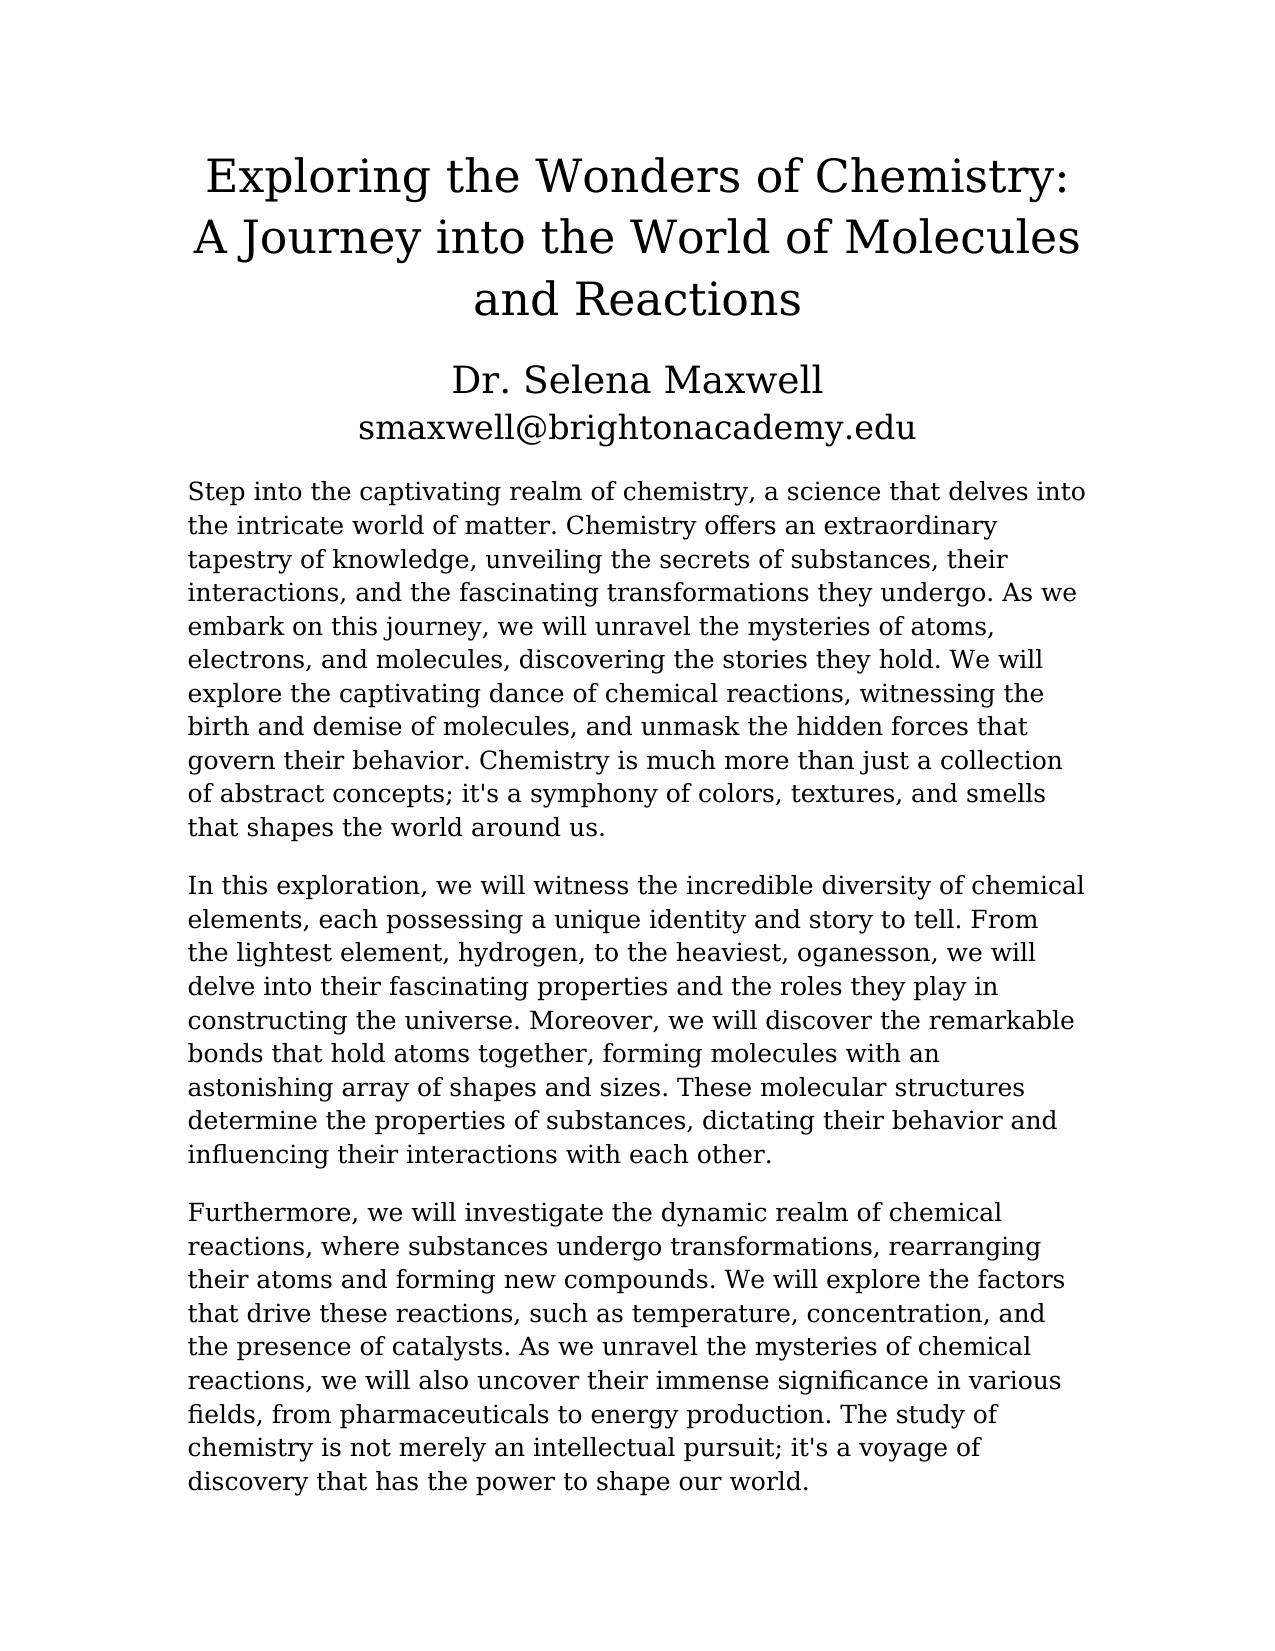 Exploring the Wonders of Chemistry:
A Journey into the World of Molecules
and Reactions
Dr. Selena Maxwell
smaxwell@brightonacademy.edu
Step into the captivating realm of chemistry, a science that delves into
the intricate world of matter. Chemistry offers an extraordinary
tapestry of knowledge, unveiling the secrets of substances, their
interactions, and the fascinating transformations they undergo. As we
embark on this journey, we will unravel the mysteries of atoms,
electrons, and molecules, discovering the stories they hold. We will
explore the captivating dance of chemical reactions, witnessing the
birth and demise of molecules, and unmask the hidden forces that
govern their behavior. Chemistry is much more than just a collection
of abstract concepts; it's a symphony of colors, textures, and smells
that shapes the world around us.
In this exploration, we will witness the incredible diversity of chemical
elements, each possessing a unique identity and story to tell. From
the lightest element, hydrogen, to the heaviest, oganesson, we will
delve into their fascinating properties and the roles they play in
constructing the universe. Moreover, we will discover the remarkable
bonds that hold atoms together, forming molecules with an
astonishing array of shapes and sizes. These molecular structures
determine the properties of substances, dictating their behavior and
influencing their interactions with each other.
Furthermore, we will investigate the dynamic realm of chemical
reactions, where substances undergo transformations, rearranging
their atoms and forming new compounds. We will explore the factors
that drive these reactions, such as temperature, concentration, and
the presence of catalysts. As we unravel the mysteries of chemical
reactions, we will also uncover their immense significance in various
fields, from pharmaceuticals to energy production. The study of
chemistry is not merely an intellectual pursuit; it's a voyage of
discovery that has the power to shape our world.